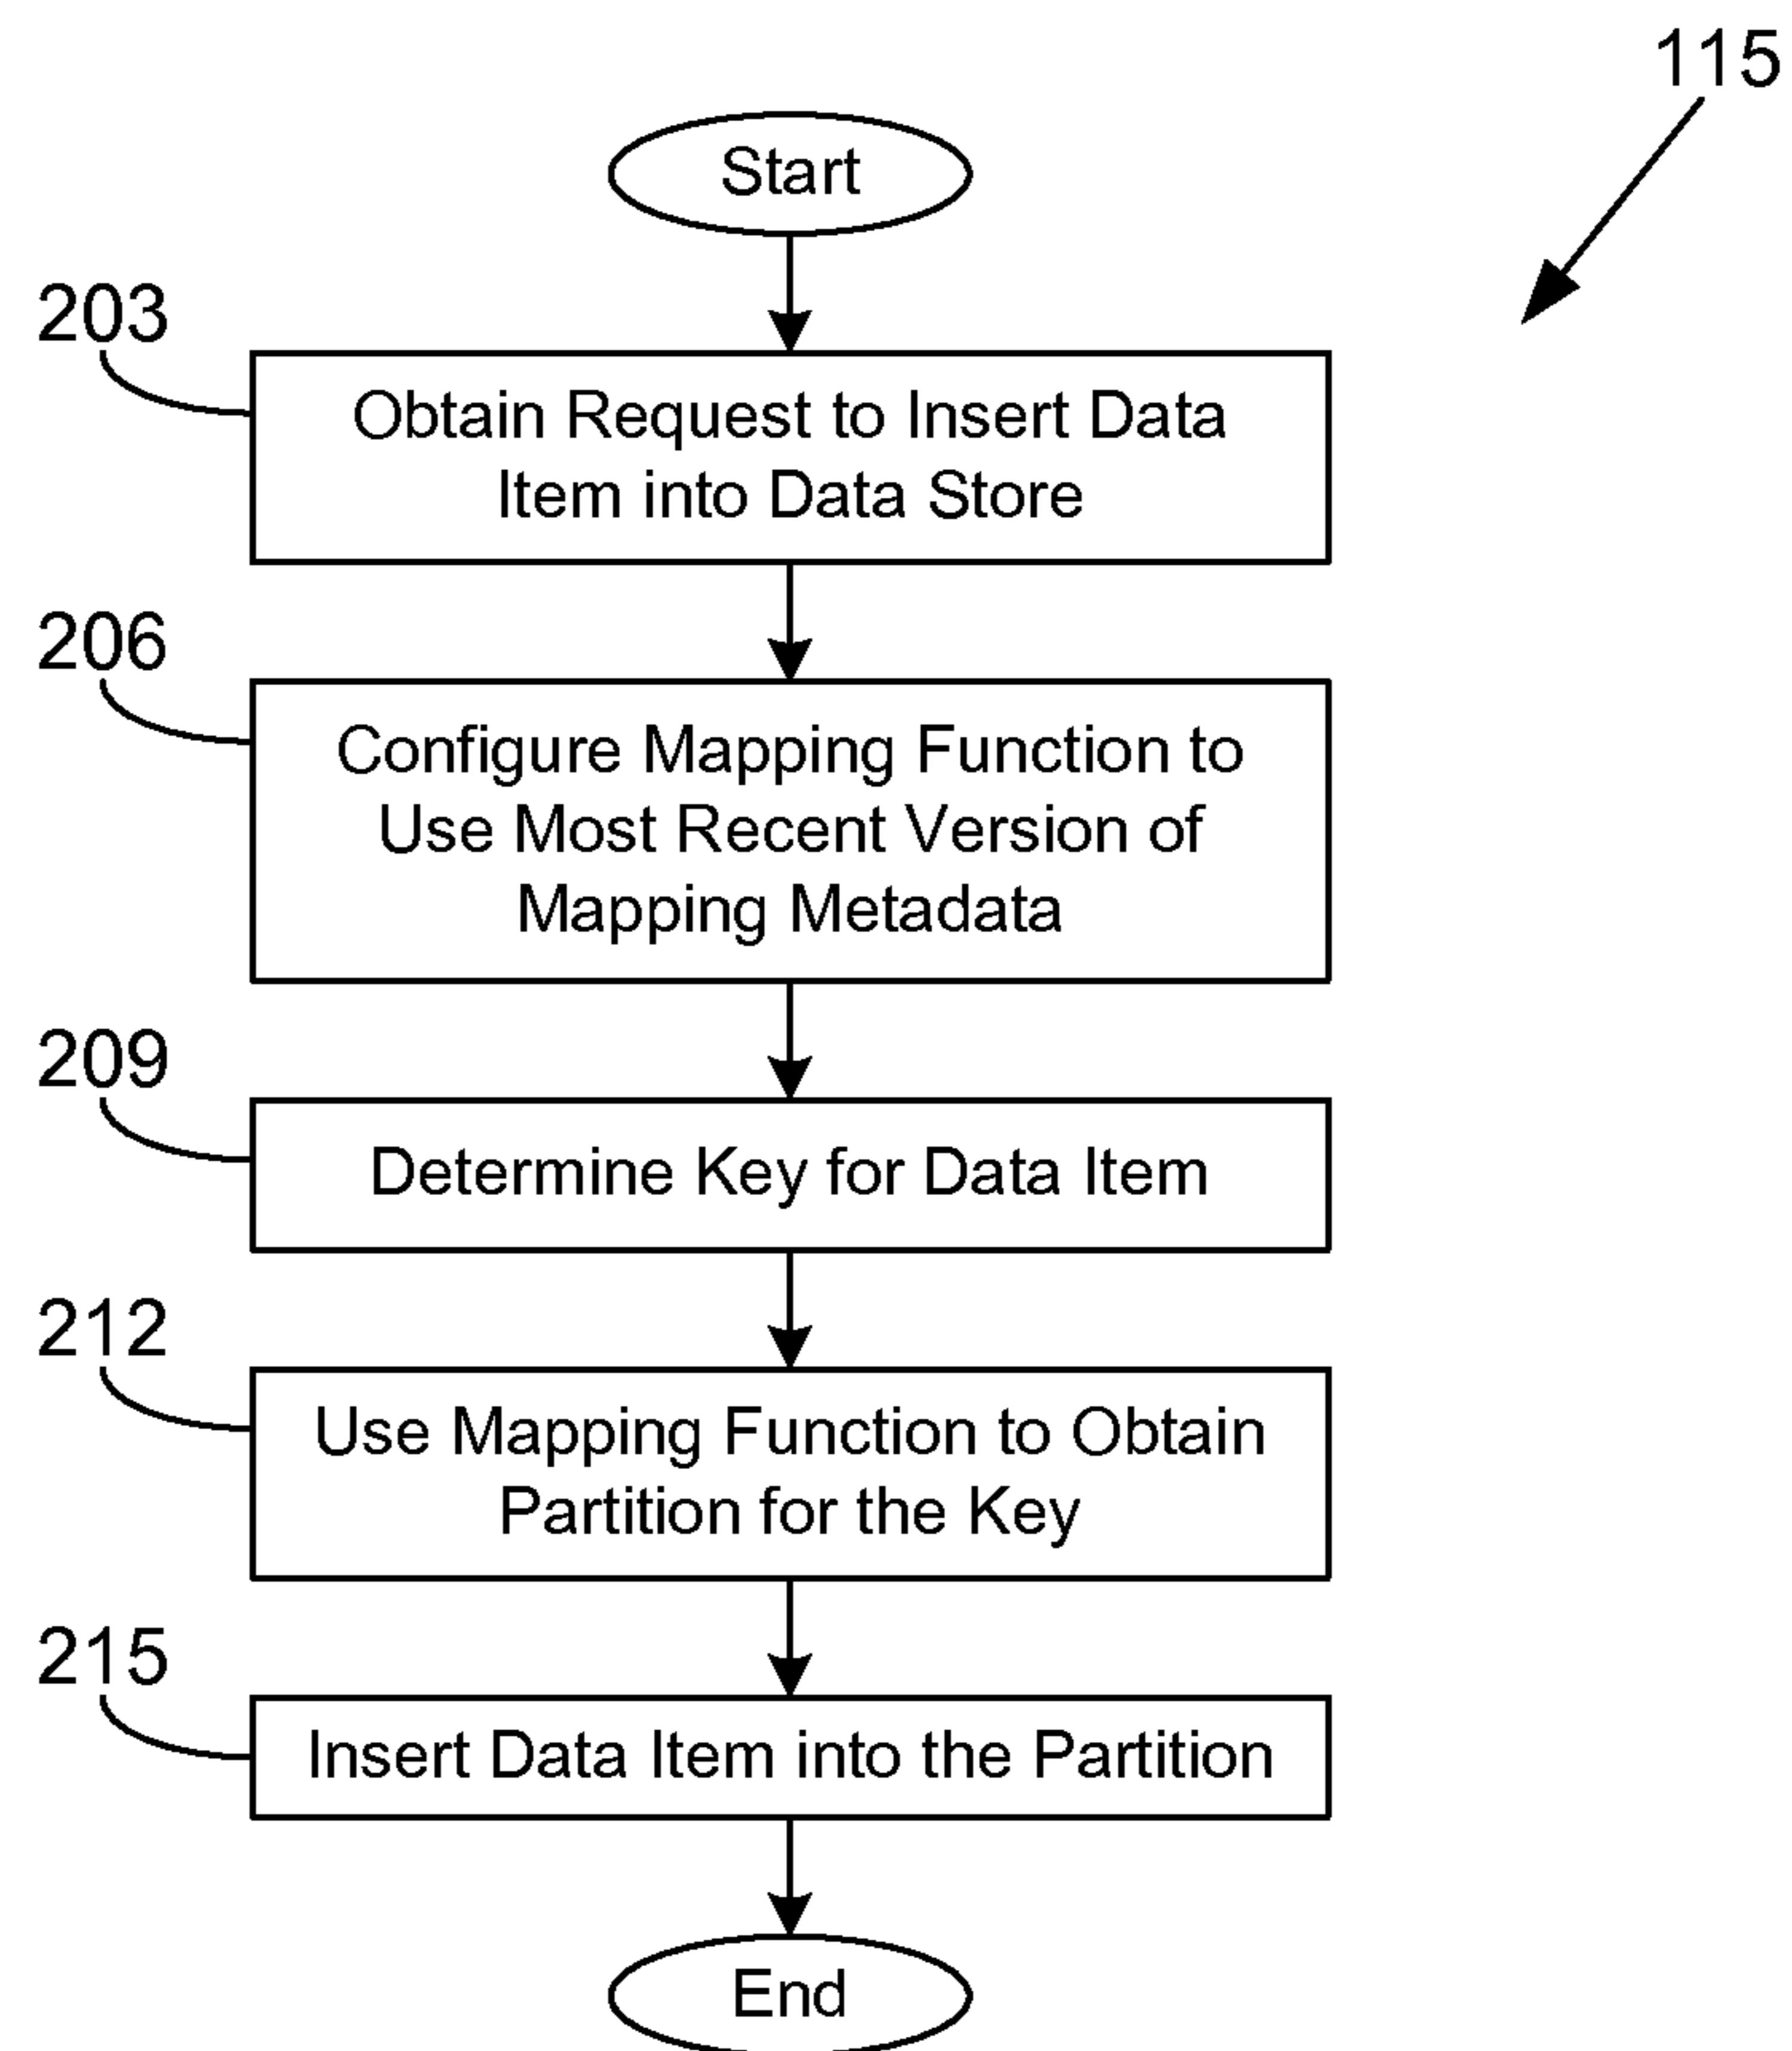 115
Start
203
Obtain Request to Insert Data
Item into Data Store
206
Configure Mapping Function to
Use Most Recent Version of
Mapping Metadata
209
Determine Key for Data Item
212
Use Mapping Function to Obtain
Partition for the Key
215
Insert Data Item into the Partition
End